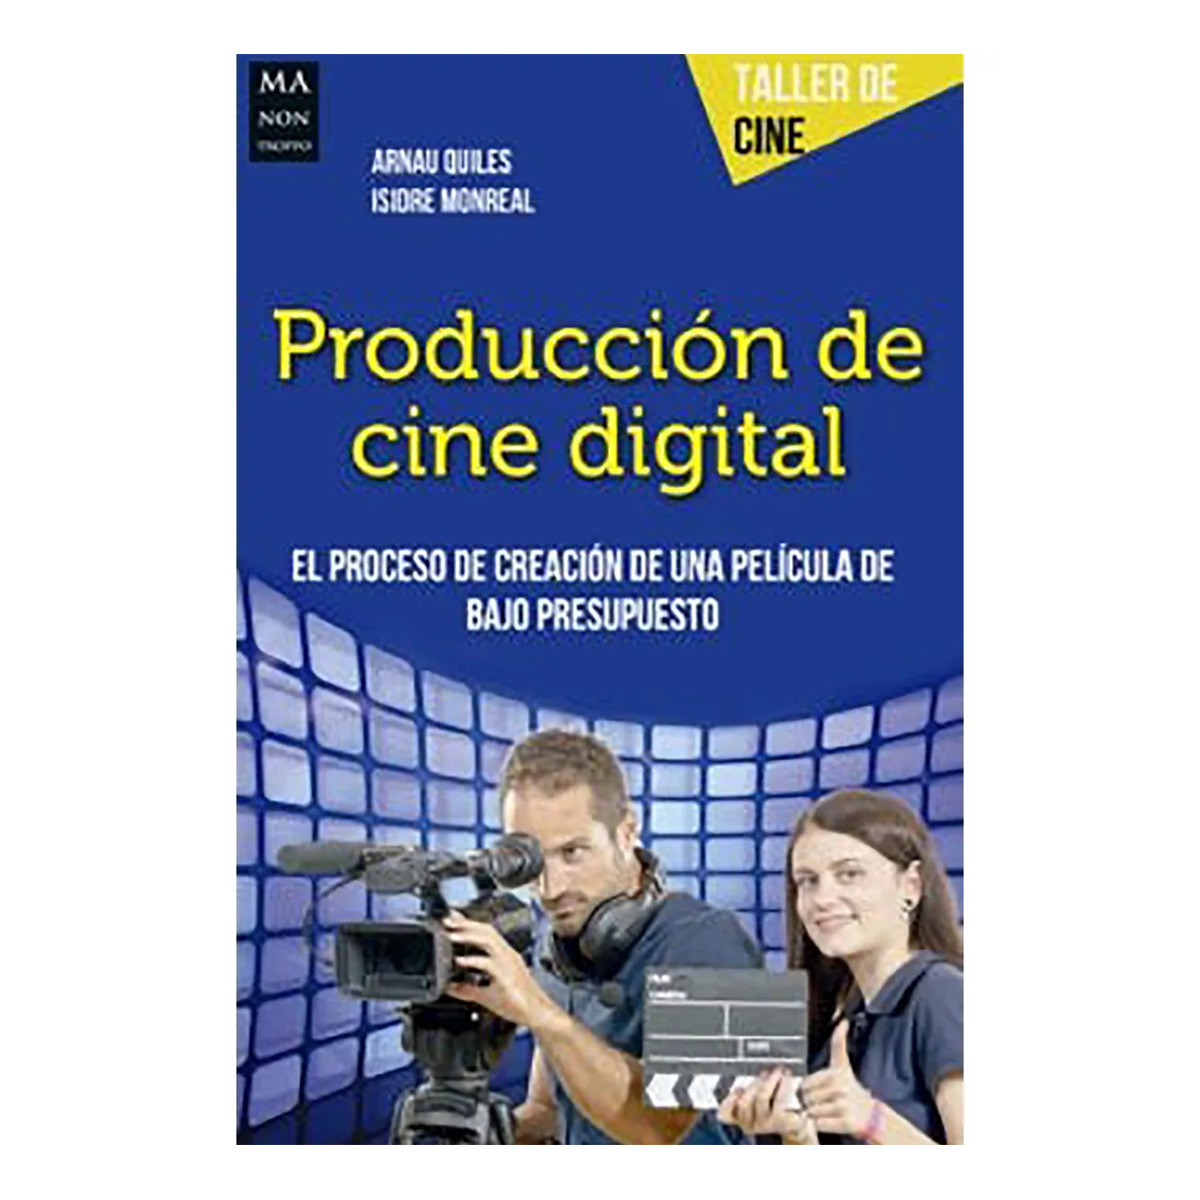 MA
NON
TROPPO
TALLER DE
CINE
ARNAU QUILES
ISIDRE MONREAL
Producción de
cine digital
EL PROCESO DE CREACIÓN DE UNA PELÍCULA DE
BAJO PRESUPUESTO